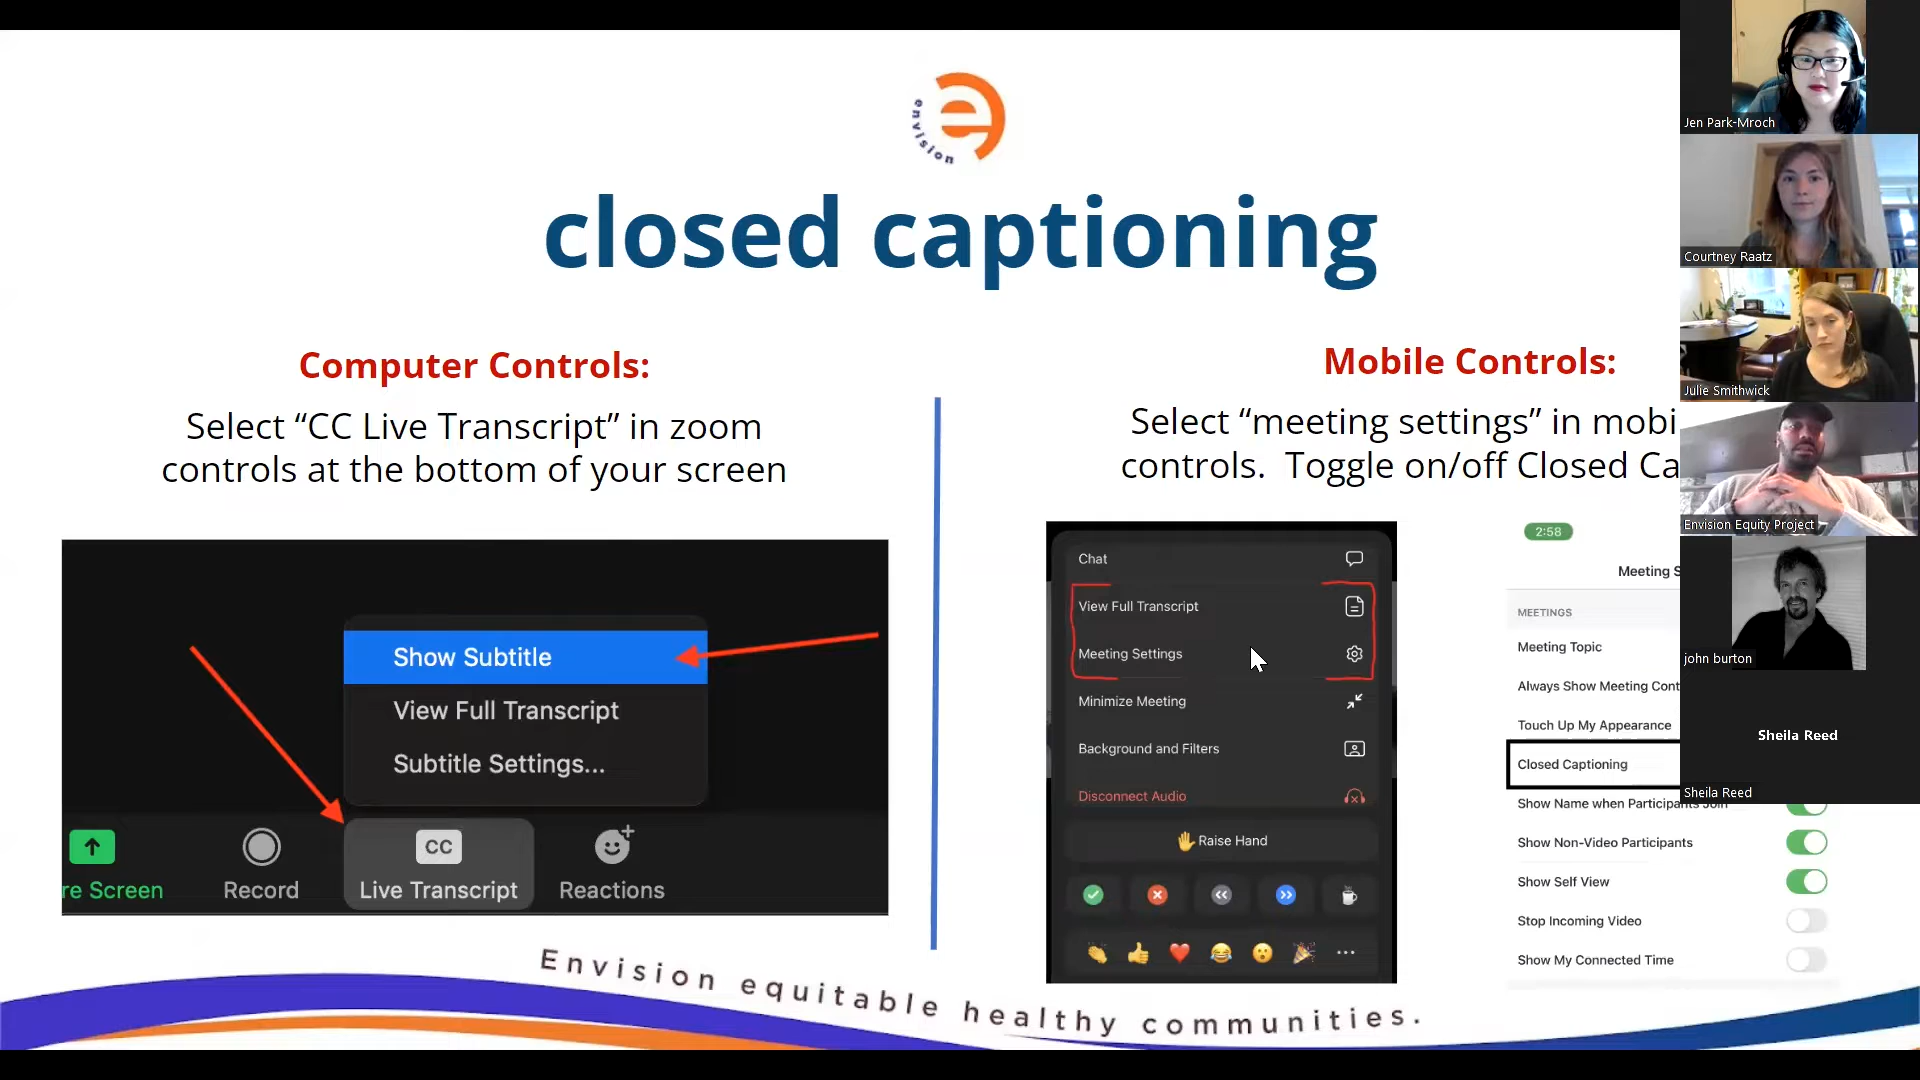 envision
closed captioning
Computer Controls:
Select “CC Live Transcript” in zoom
controls at the bottom of your screen
Show Subtitle
View Full Transcript
Subtitle Settings...
re Screen
Record
CC
Live Transcript
Reactions
Mobile Controls:
Select “meeting settings” in mobi
controls. Toggle on/off Closed Ca
Chat
View Full Transcript
Meeting Settings
Minimize Meeting
Background and Filters
Disconnect Audio
Raise Hand
2:58
Meeting S
MEETINGS
Meeting Topic
Always Show Meeting Cont
Touch Up My Appearance
Closed Captioning
Show Name when Participants Join
Show Non-Video Participants
Show Self View
Stop Incoming Video
Show My Connected Time
Envision equitable healthy communities.
Jen Park-Mroch
Courtney Raatz
Julie Smithwick
Envision Equity Project
john burton
Sheila Reed
Sheila Reed